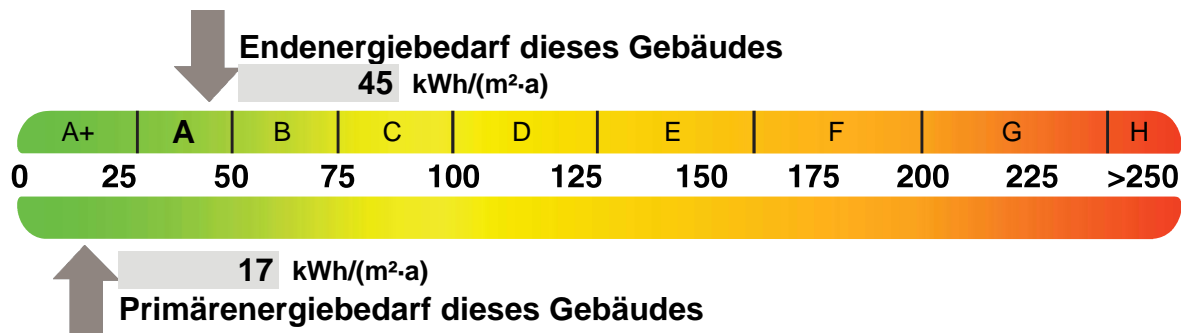 Endenergiebedarf dieses Gebäudes
45 kWh/(m²·a)
A+ A B C D E F G H
0 25 50 75 100 125 150 175 200 225 >250
17 kWh/(m²·a)
Primärenergiebedarf dieses Gebäudes